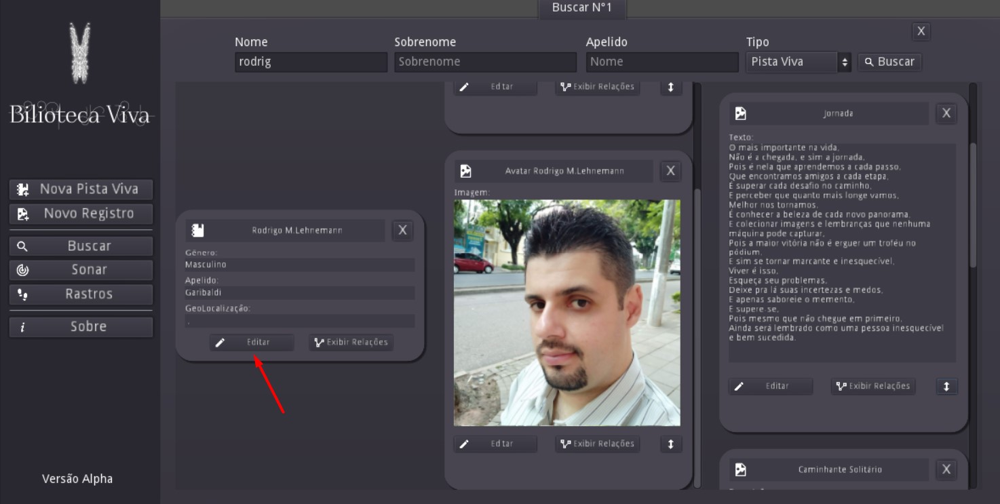 Bilioteca Viva
Nova Pista Viva
Novo Registro
Buscar
Sonar
Rastros
Sobre
Versão Alpha
Buscar N°1
X
Nome
Sobrenome
Apelido
Tipo
rodrig
Sobrenome
Nome
Pista Viva
Buscar
Rodrigo M.Lehnemann
X
Gênero:
Masculino
Apelido:
Garibaldi
GeoLocalização:
,
Editar
Exibir Relações
Editar
Exibir Relações
Avatar Rodrigo M.Lehnemann
X
Imagem:
Editar
Exibir Relações
Jornada
X
Texto:
O mais importante na vida,
Não é a chegada, e sim a jornada,
Pois é nela que aprendemos a cada passo,
Que encontramos amigos a cada etapa,
É superar cada desafio no caminho,
E perceber que quanto mais longe vamos,
Melhor nos tornamos.
É conhecer a beleza de cada novo panorama.
E colecionar imagens e lembranças que nenhuma
máquina pode capturar,
Pois a maior vitória não é erguer um troféu no
pódium,
E sim se tornar marcante e inesquecível,
Viver é isso,
Esqueça seu problemas,
Deixe pra lá suas incertezas e medos,
E apenas saboreie o memento,
E supere-se,
Pois mesmo que não chegue em primeiro,
Ainda será lembrado como uma pessoa inesquecível
e bem sucedida.
Editar
Exibir Relações
Caminhante Solitário
X